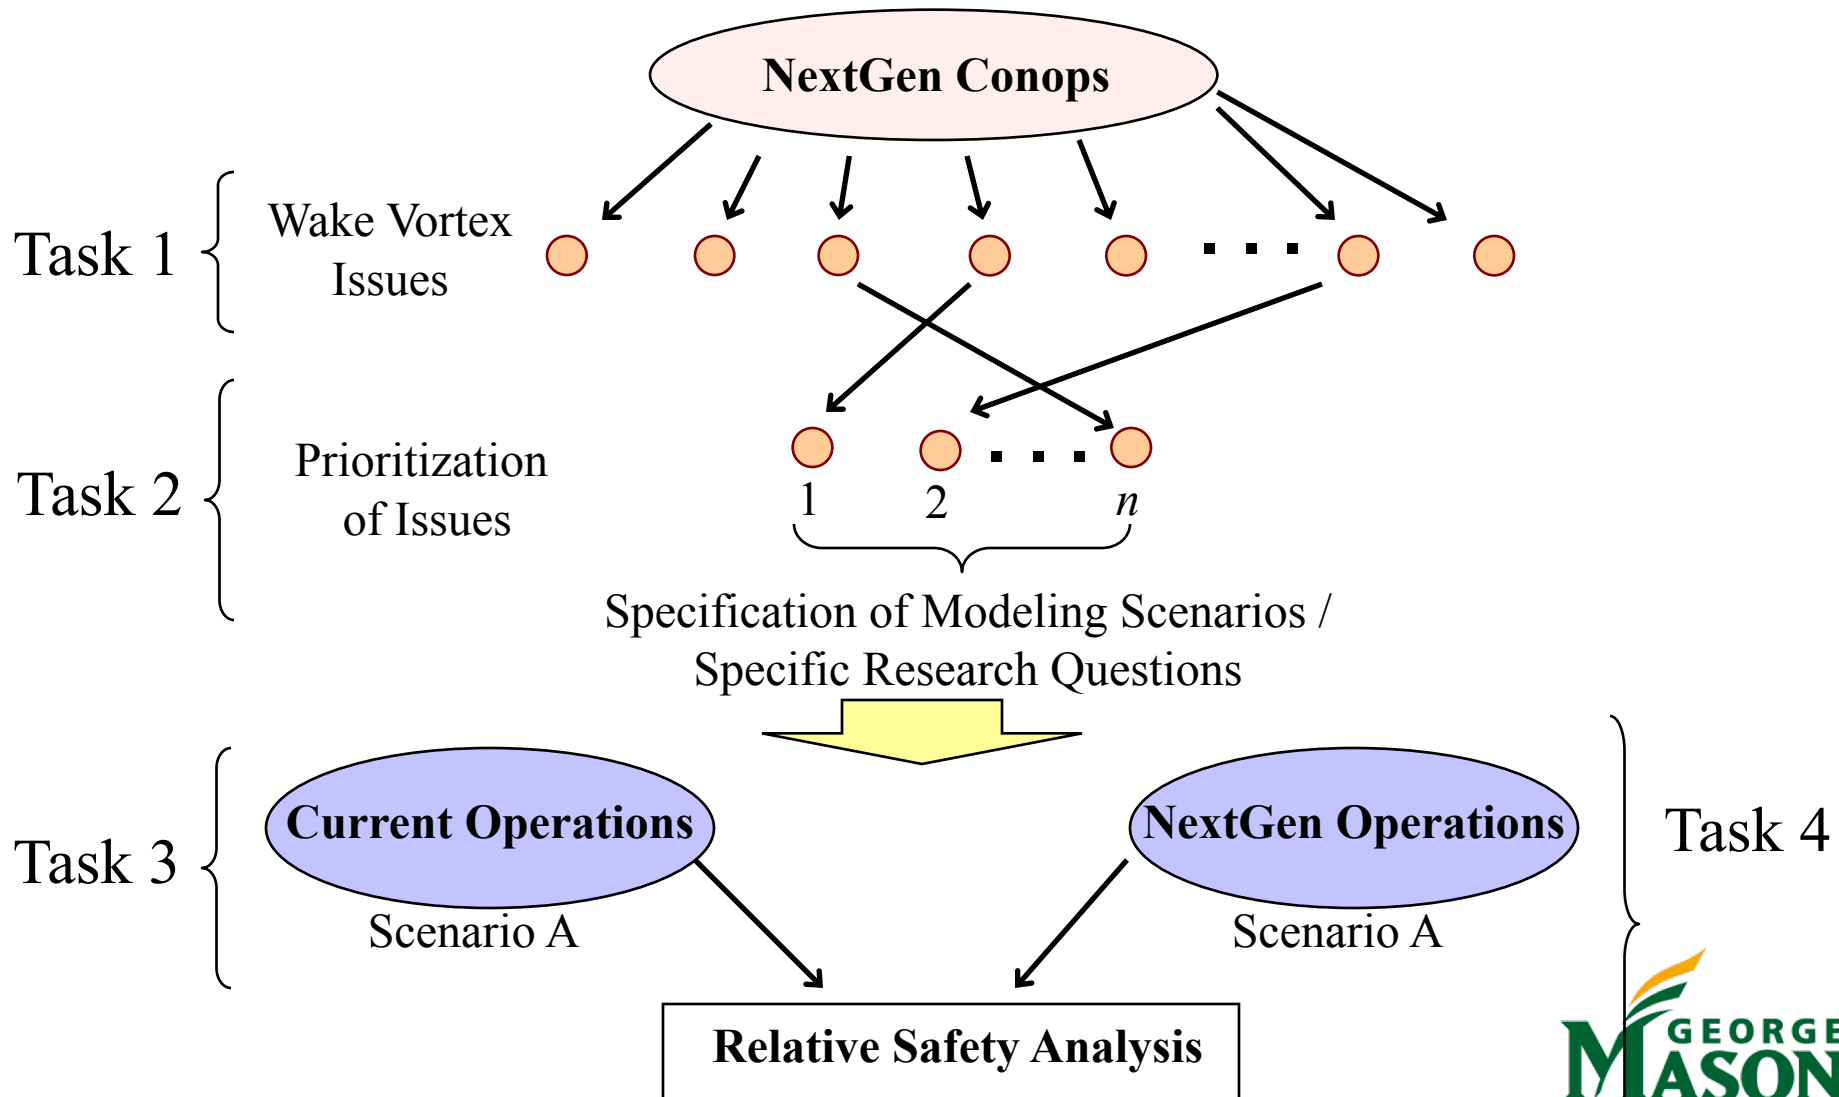 NextGen Conops
Task 1
Wake Vortex
Issues
Task 2
Prioritization
of Issues
1 2 n
Specification of Modeling Scenarios /
Specific Research Questions
Task 3
Current Operations
Scenario A
NextGen Operations
Scenario A
Task 4
Relative Safety Analysis
GEORGE
MASON